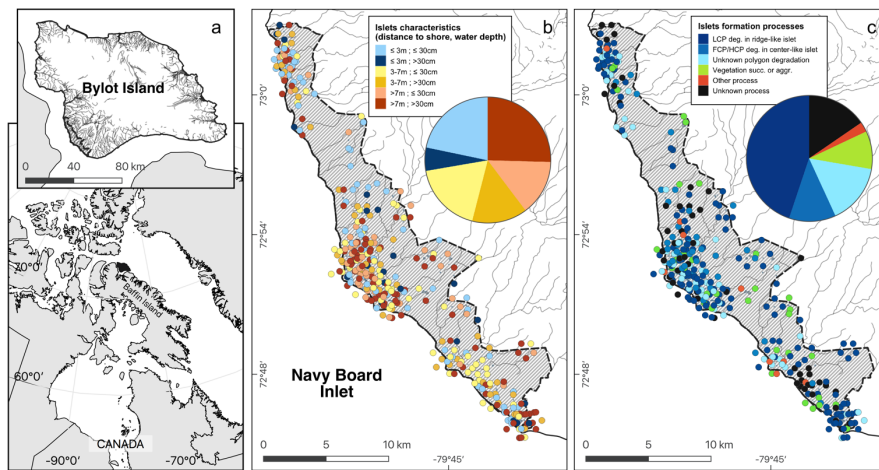 a
Bylot Island
0 40 80 km
70°0'
Baffin Island
60°0'
CANADA
-90°0'
-70°0'
Islets characteristics
(distance to shore, water depth)
≤ 3m ; ≤ 30cm
≤ 3m ; >30cm
3-7m ; ≤ 30cm
3-7m ; >30cm
>7m ; ≤ 30cm
>7m ; >30cm
b
73°0'
72°54'
72°48'
Navy Board
Inlet
0 5 10 km
-79°45'
Islets formation processes
LCP deg. in ridge-like islet
FCP/HCP deg. in center-like islet
Unknown polygon degradation
Vegetation succ. or aggr.
Other process
Unknown process
c
73°0'
72°54'
72°48'
0 5 10 km
-79°45'